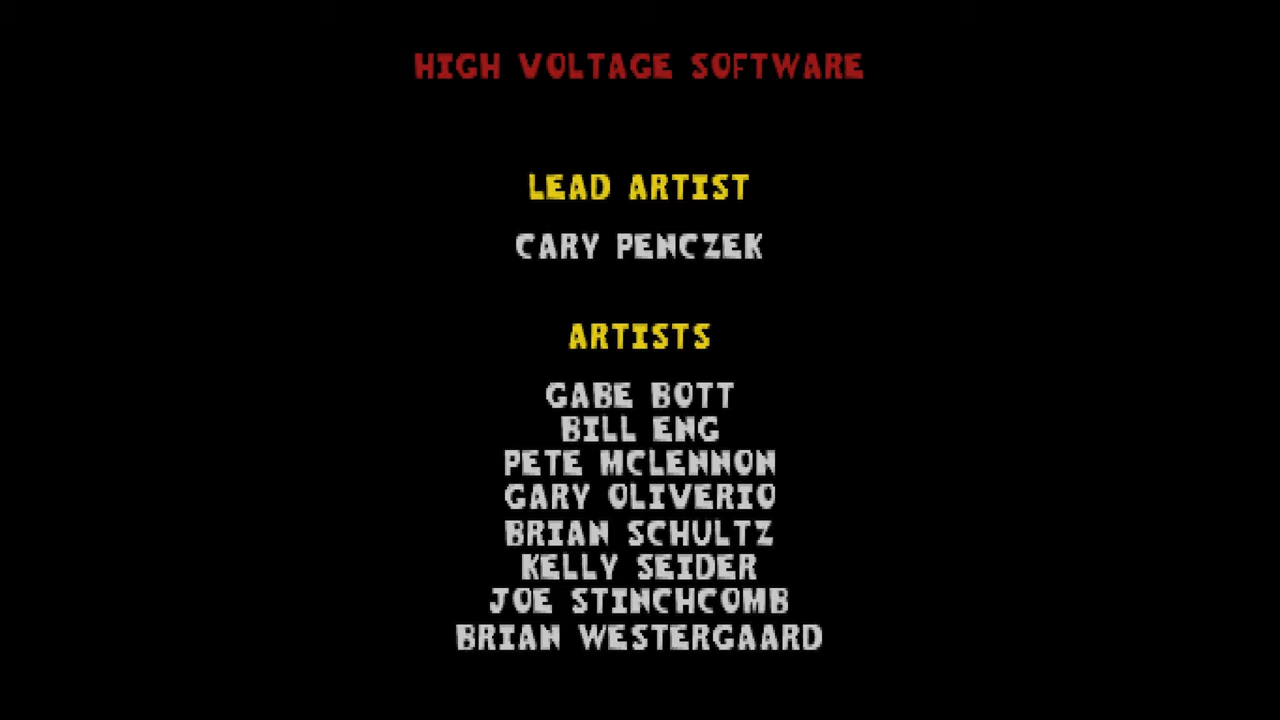 HIGH VOLTAGE SOFTWARE
LEAD ARTIST
CARY PENCZEK
ARTISTS
GABE BOTT
BILL ENG
PETE MCLENNON
GARY OLIVERIO
BRIAN SCHULTZ
KELLY SEIDER
JOE STINCHCOMB
BRIAN WESTERGAARD